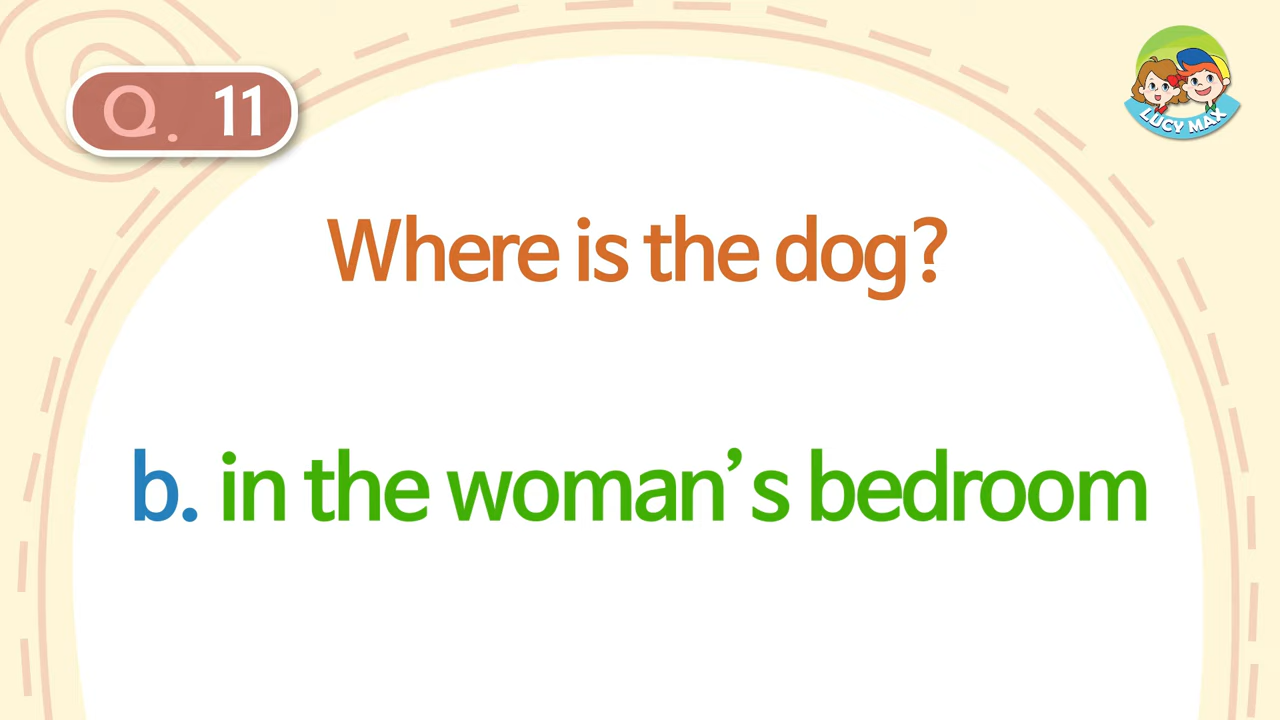 Q. 11
LUCY MAX
Where is the dog?
b. in the woman's bedroom